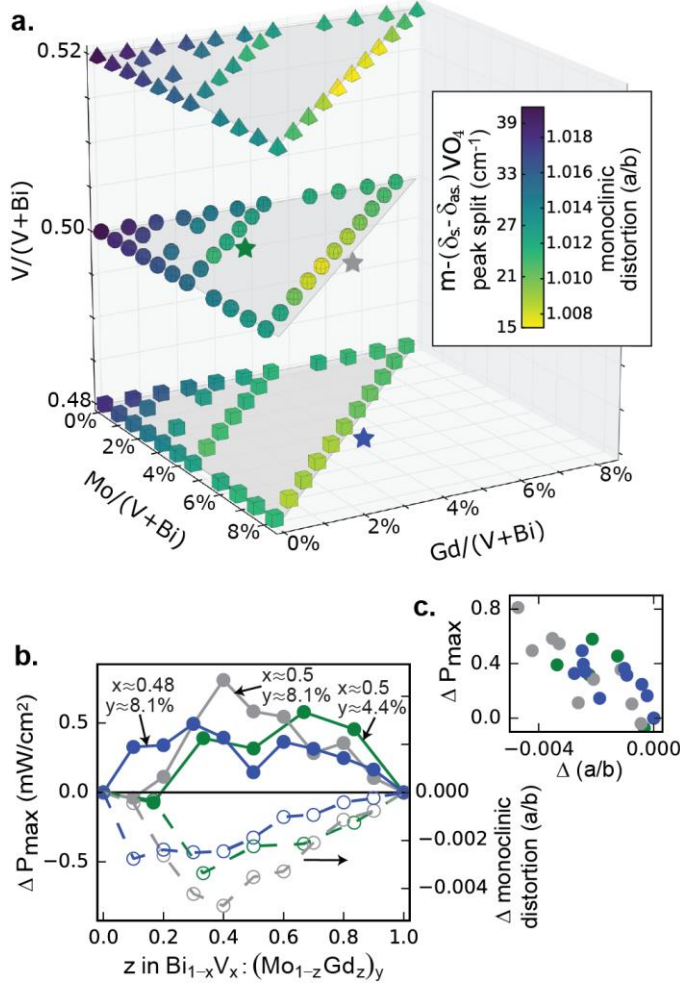 a.
0.52
0.50
0.48
V/(V+Bi)
0%
2%
4%
6%
8%
Mo/(V+Bi)
0%
2%
4%
6%
8%
Gd/(V+Bi)
39
33
27
21
15
1.018
1.016
1.014
1.012
1.010
1.008
m-(δs.- δas.) VO4
peak split (cm-1)
monoclinic
distortion (a/b)
b.
x≈0.48
y≈8.1%
x≈0.5
y≈8.1%
x≈0.5
y≈4.4%
0.5
0.0
−0.5
Δ Pmax (mW/cm²)
0.000
−0.002
−0.004
Δ monoclinic
distortion (a/b)
0.0 0.2 0.4 0.6 0.8 1.0
z in Bi1−xVx : (Mo1−zGdz)y
c.
0.8
0.4
0.0
Δ Pmax
−0.004 0.000
Δ (a/b)